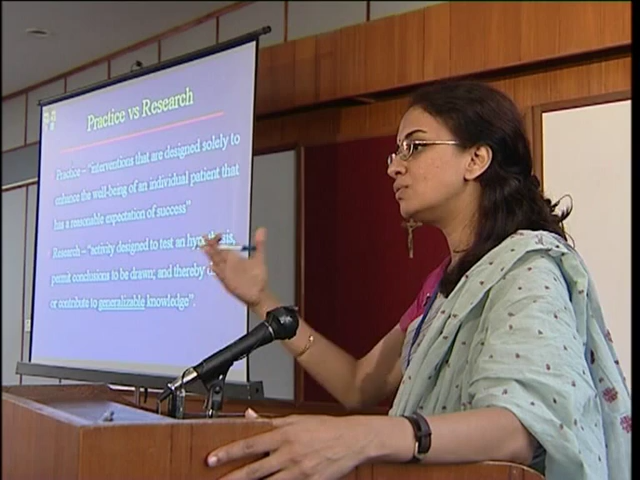 Practice vs Research
Practice – "interventions that are designed solely to
enhance the well-being of an individual patient that
has a reasonable expectation of success"
Research – "activity designed to test an hypothesis,
permit conclusions to be drawn; and thereby
or contribute to generalizable knowledge".